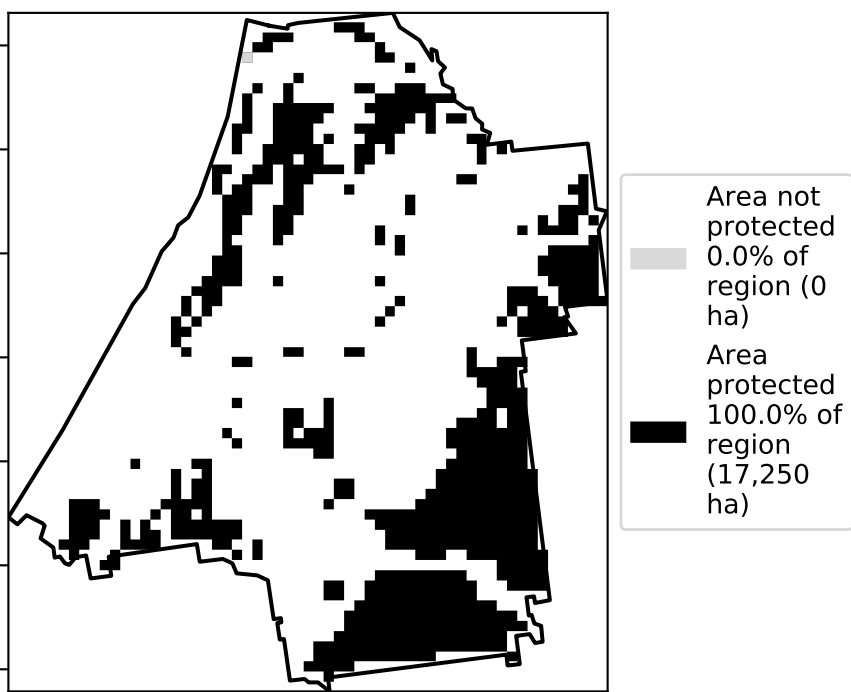 Area not
protected
0.0% of
region (0
ha)
Area
protected
100.0% of
region
(17,250
ha)